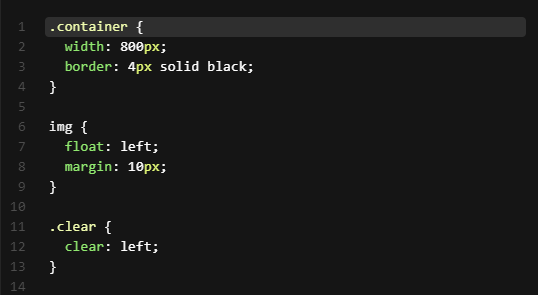 1 .container {
2   width: 800px;
3   border: 4px solid black;
4 }
5
6 img {
7   float: left;
8   margin: 10px;
9 }
10
11 .clear {
12   clear: left;
13 }
14